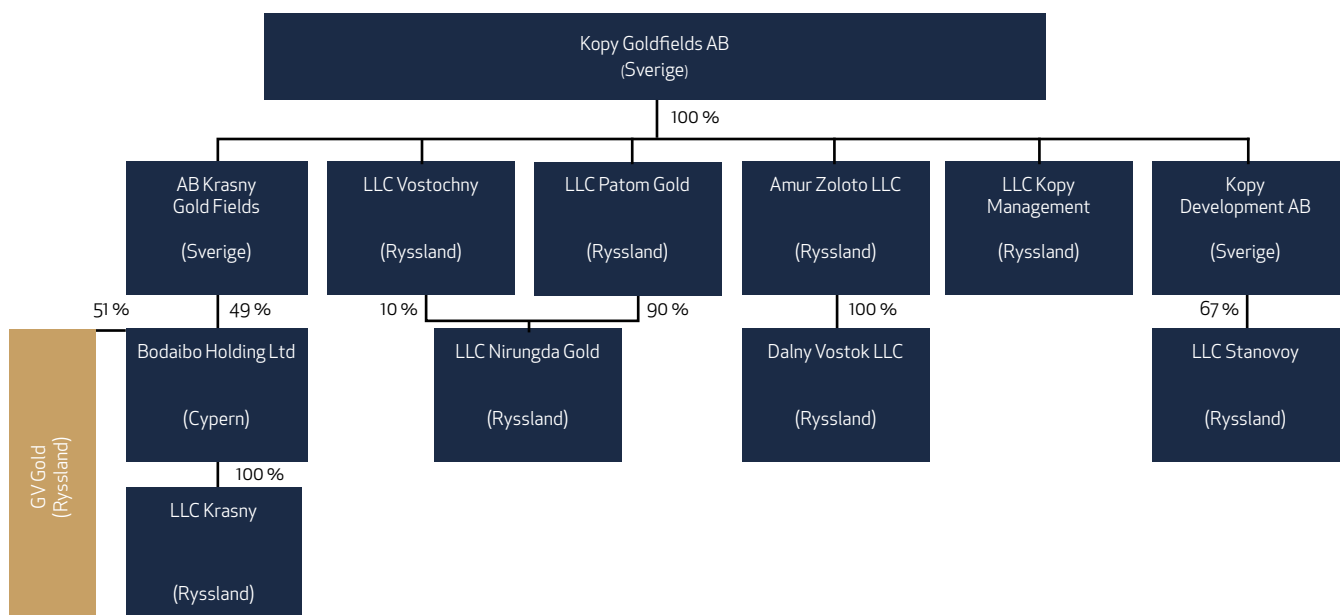 Kopy Goldfields AB
(Sverige)
100 %
AB Krasny
Gold Fields
(Sverige)
LLC Vostochny
(Ryssland)
LLC Patom Gold
(Ryssland)
Amur Zoloto LLC
(Ryssland)
LLC Kopy
Management
(Ryssland)
Kopy
Development AB
(Sverige)
51 %
49 %
10 %
90 %
100 %
67 %
GV Gold
(Ryssland)
Bodaibo Holding Ltd
(Cypern)
LLC Nirungda Gold
(Ryssland)
Dalny Vostok LLC
(Ryssland)
LLC Stanovoy
(Ryssland)
100 %
LLC Krasny
(Ryssland)